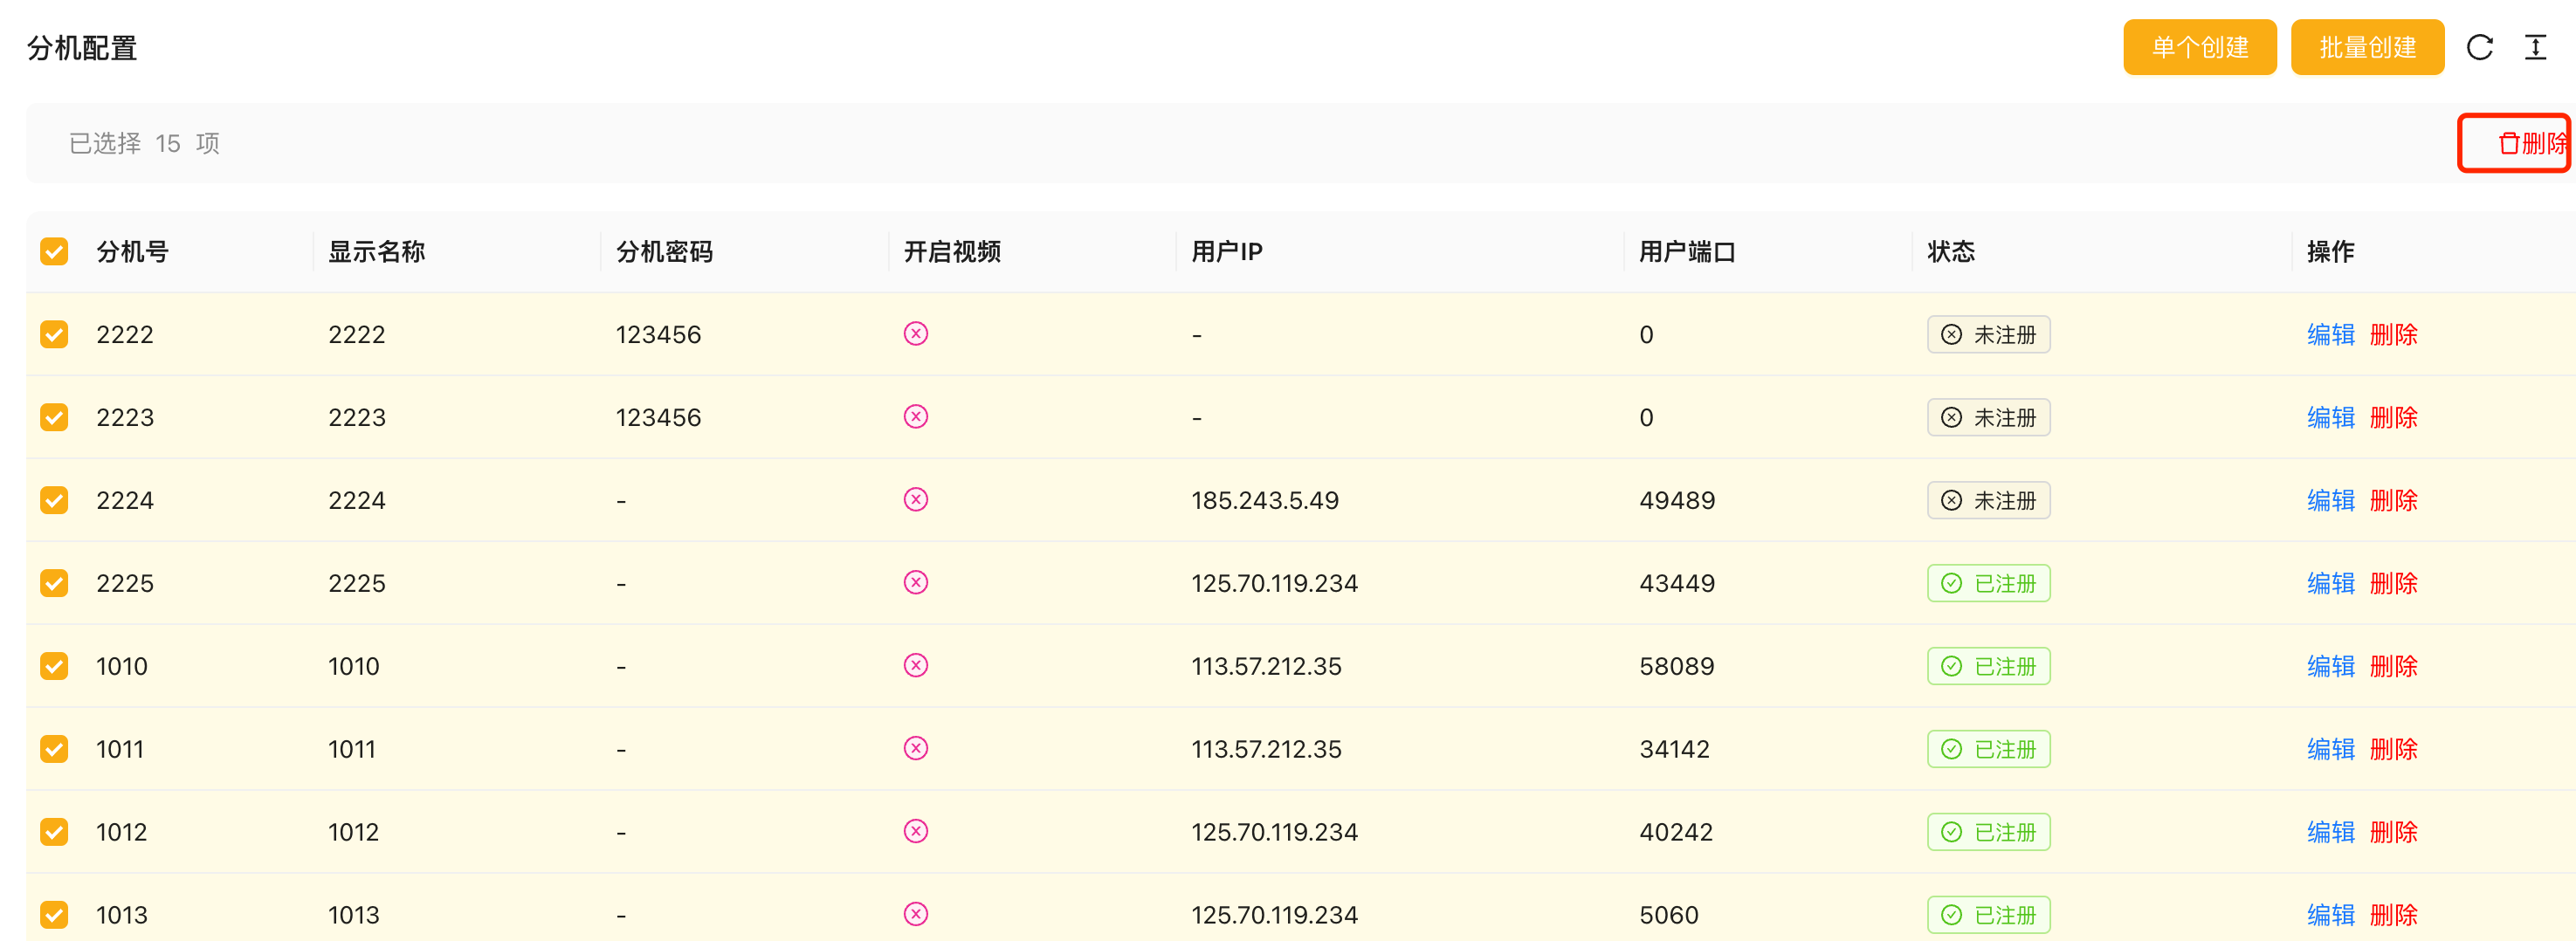 分机配置 单个创建 批量创建
已选择 15 项 删除
分机号 显示名称 分机密码 开启视频 用户IP 用户端口 状态 操作
2222 2222 123456 - 0 未注册 编辑 删除
2223 2223 123456 - 0 未注册 编辑 删除
2224 2224 - 185.243.5.49 49489 未注册 编辑 删除
2225 2225 - 125.70.119.234 43449 已注册 编辑 删除
1010 1010 - 113.57.212.35 58089 已注册 编辑 删除
1011 1011 - 113.57.212.35 34142 已注册 编辑 删除
1012 1012 - 125.70.119.234 40242 已注册 编辑 删除
1013 1013 - 125.70.119.234 5060 已注册 编辑 删除